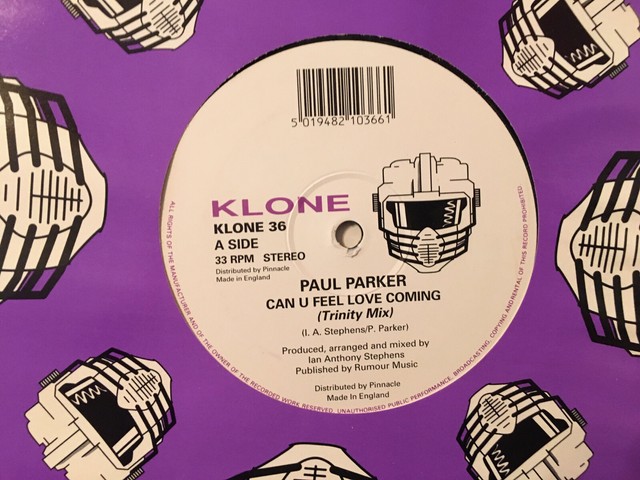 5 019482 103661
KLONE
KLONE 36
A SIDE
33 RPM STEREO
Distributed by Pinnacle
Made in England
PAUL PARKER
CAN U FEEL LOVE COMING
(Trinity Mix)
(I. A. Stephens/P. Parker)
Produced, arranged and mixed by
Ian Anthony Stephens
Published by Rumour Music
Distributed by Pinnacle
Made In England
ALL RIGHTS OF THE MANUFACTURER AND OF THE OWNER OF THE RECORDED WORK RESERVED. UNAUTHORISED PUBLIC PERFORMANCE, BROADCASTING, COPYING AND RENTAL OF THIS RECORD PROHIBITED